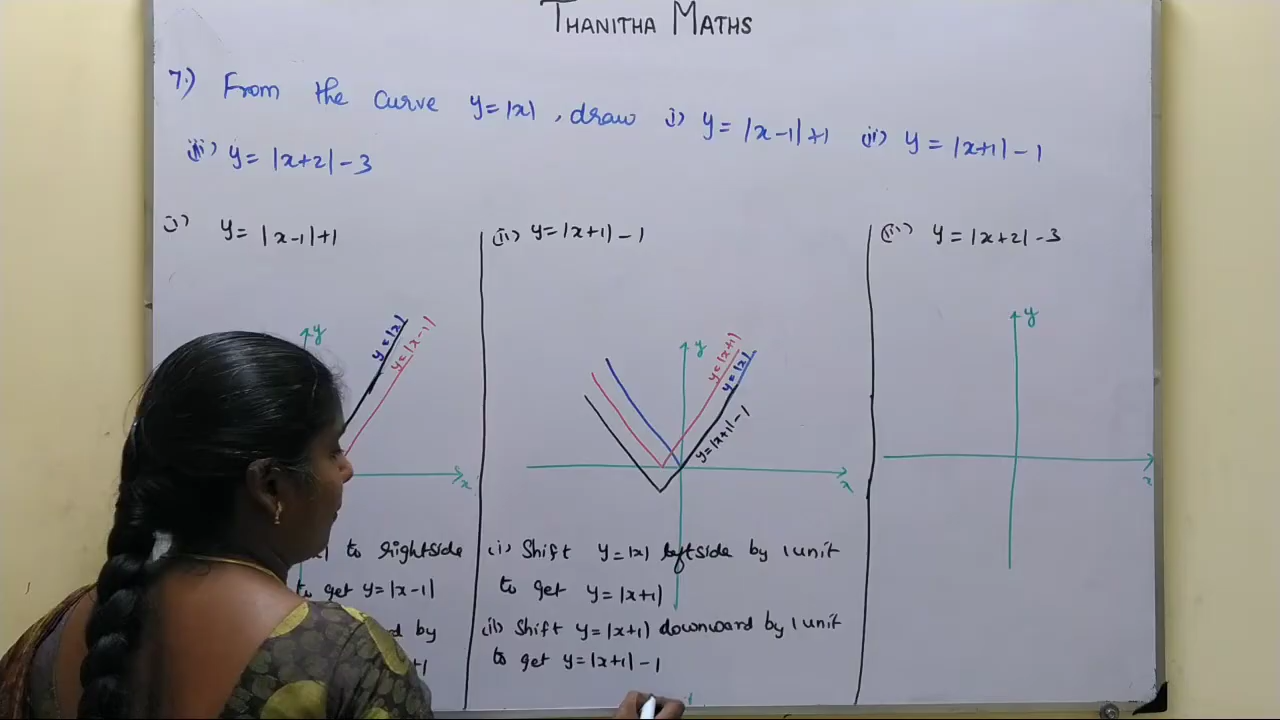 THANITHA MATHS
7.) From the curve y=|x|, draw i) y=|x-1|+1 ii) y=|x+1|-1
iii) y=|x+2|-3
i) y=|x-1|+1
y
y=|x|
y=|x-1|
x
to rightside
to get y=|x-1|
by
(ii) y=|x+1|-1
y
y=|x+1|
y=|x|
y=|x+1|-1
x
(i) Shift y=|x| leftside by 1 unit
to get y=|x+1|
(ii) Shift y=|x+1| downward by 1 unit
to get y=|x+1|-1
(iii) y=|x+2|-3
y
x